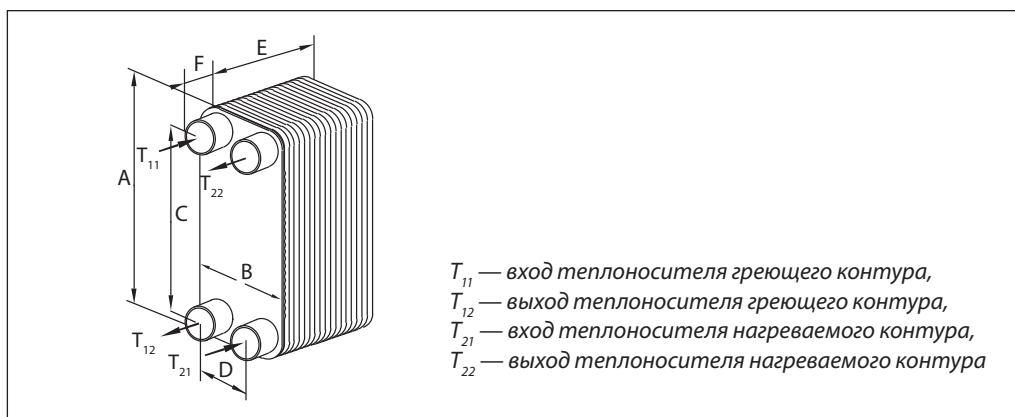 E
F
A
T₁₁
T₂₂
C
B
T₁₂
T₂₁
D
T₁₁ — вход теплоносителя греющего контура,
T₁₂ — выход теплоносителя греющего контура,
T₂₁ — вход теплоносителя нагреваемого контура,
T₂₂ — выход теплоносителя нагреваемого контура